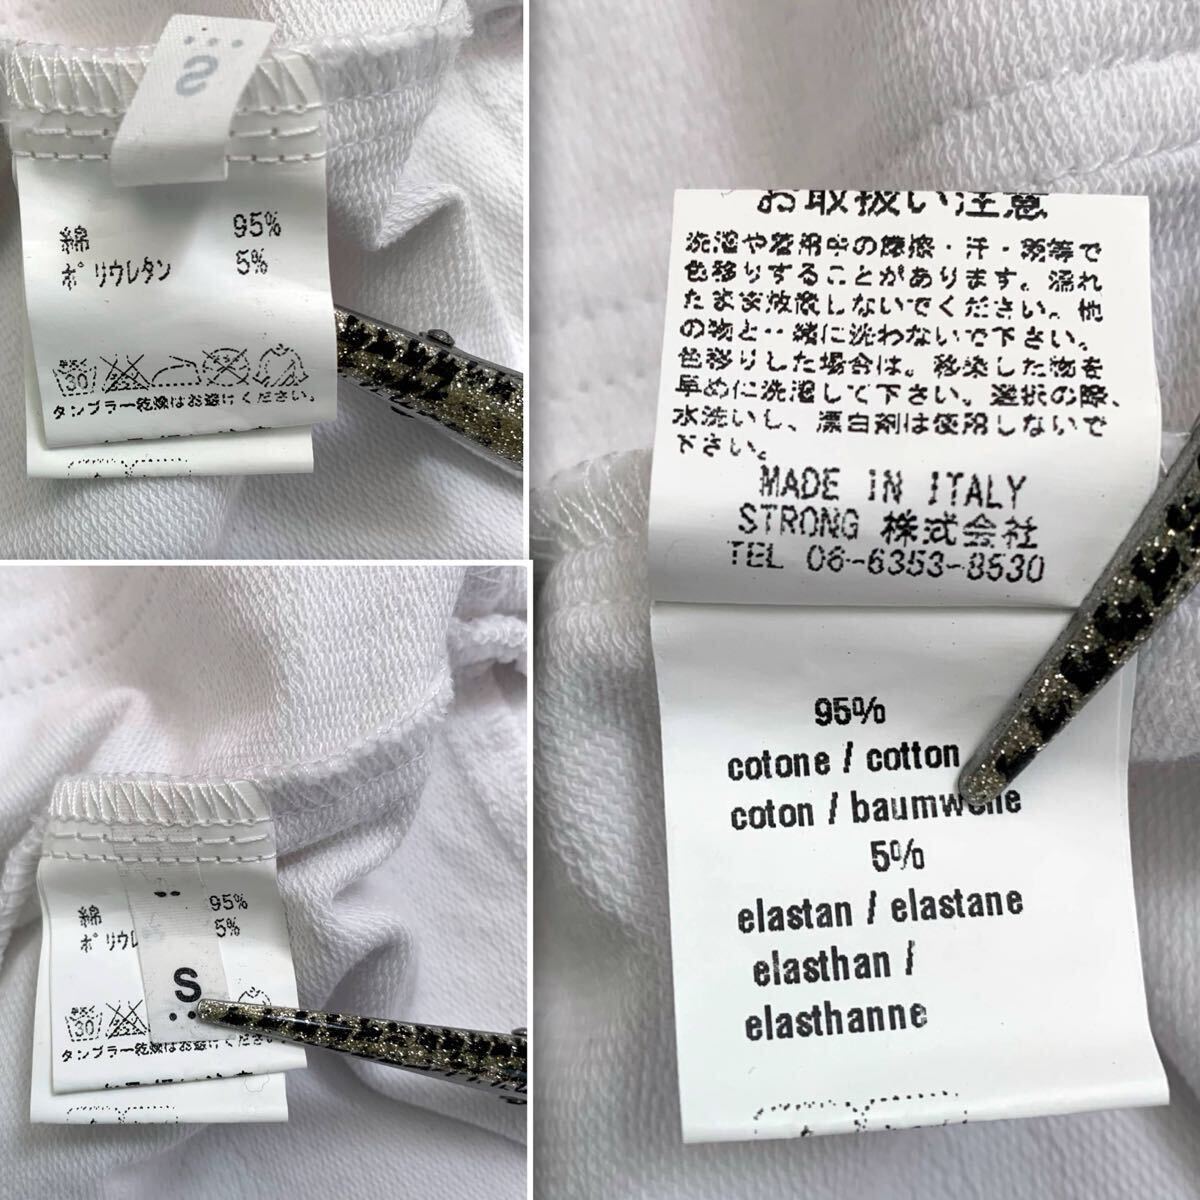 S
綿 95%
ポリウレタン 5%
30
タンブラー乾燥はお避けください。
95%
綿
5%
S
30
タンブラー乾燥はお避けくださ
お取扱い注意
洗濯や着用中の摩擦・汗・雨等で
色移りすることがあります。濡れ
たまま放置しないでください。他
の物と一緒に洗わないで下さい。
色移りした場合は。移染した物を
早めに洗濯して下さい。選択の際、
水洗いし、漂白剤は使用しないで
下さい。
MADE IN ITALY
STRONG 株式会社
TEL 06-6353-8530
95%
cotone / cotton
coton / baumwolle
5%
elastan / elastane
elasthan /
elasthanne